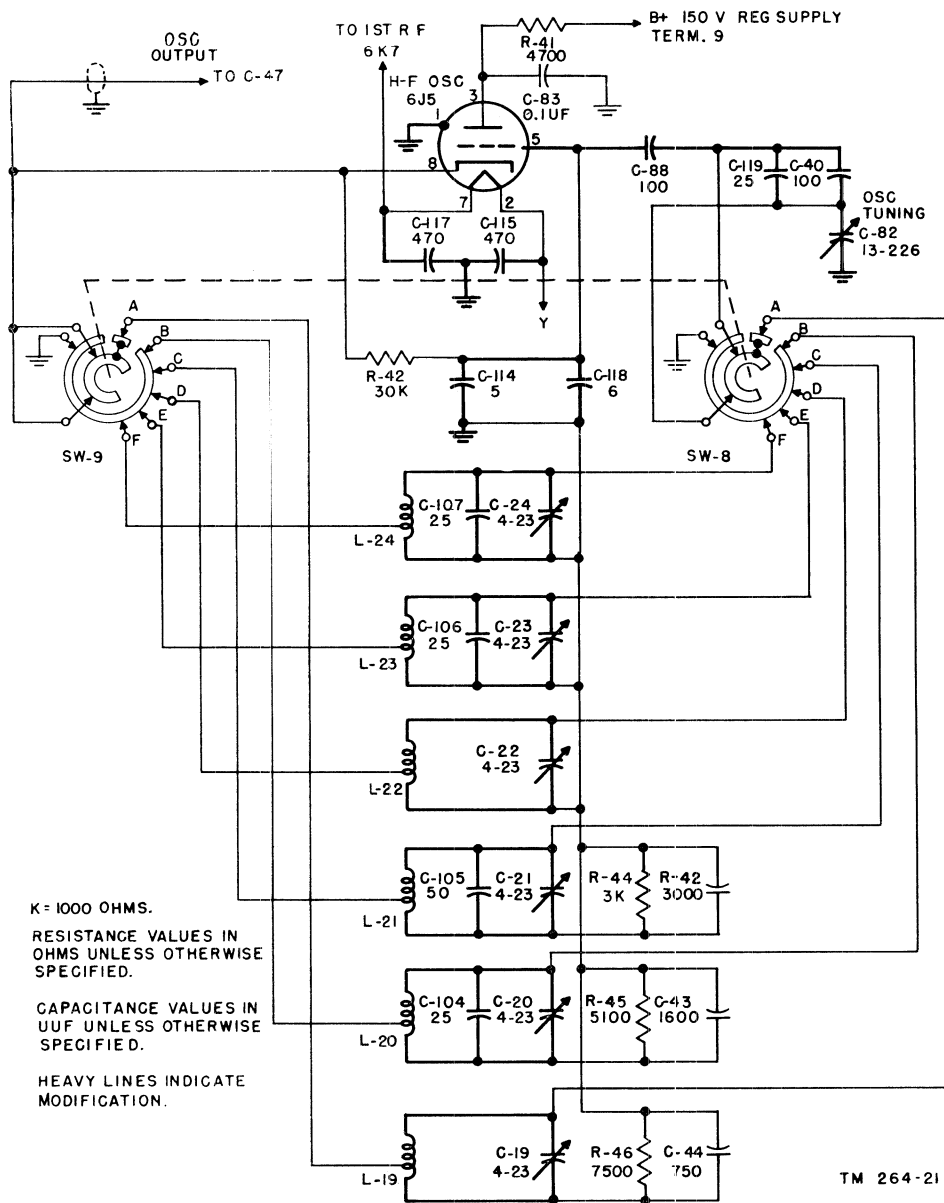 OSC
OUTPUT
TO C-47
TO 1ST R F
6K7
B+ 150 V REG SUPPLY
TERM. 9
R-41
4700
H-F OSC
6J5
1
3
5
8
7
2
C-83
0.1UF
C-88
100
C-119
25
C-40
100
OSC
TUNING
C-82
13-226
C-117
470
C-115
470
Y
A
B
C
D
E
F
SW-9
R-42
30K
C-114
5
C-118
6
A
B
C
D
E
F
SW-8
C-107
25
C-24
4-23
L-24
C-106
25
C-23
4-23
L-23
C-22
4-23
L-22
C-105
50
C-21
4-23
L-21
R-44
3K
R-42
3000
C-104
25
C-20
4-23
L-20
R-45
5100
C-43
1600
C-19
4-23
L-19
R-46
7500
C-44
750
K = 1000 OHMS.
RESISTANCE VALUES IN
OHMS UNLESS OTHERWISE
SPECIFIED.
CAPACITANCE VALUES IN
UUF UNLESS OTHERWISE
SPECIFIED.
HEAVY LINES INDICATE
MODIFICATION.
TM 264-21